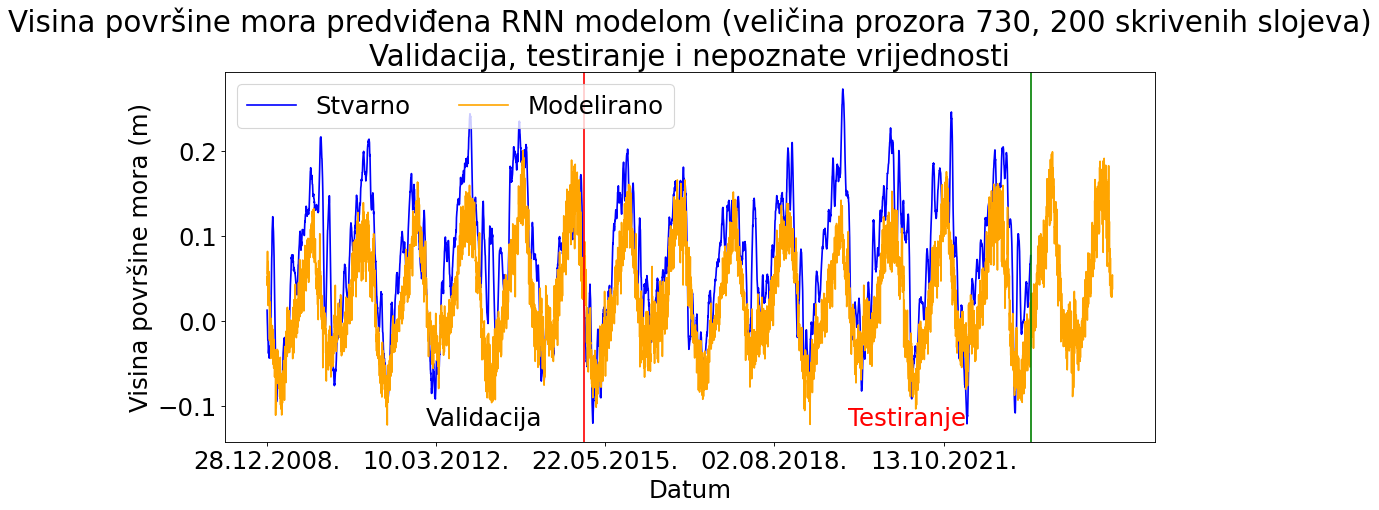 Visina površine mora predviđena RNN modelom (veličina prozora 730, 200 skrivenih slojeva)
Validacija, testiranje i nepoznate vrijednosti
Stvarno
Modelirano
Visina površine mora (m)
0.2
0.1
0.0
−0.1
Validacija
Testiranje
28.12.2008.
10.03.2012.
22.05.2015.
02.08.2018.
13.10.2021.
Datum